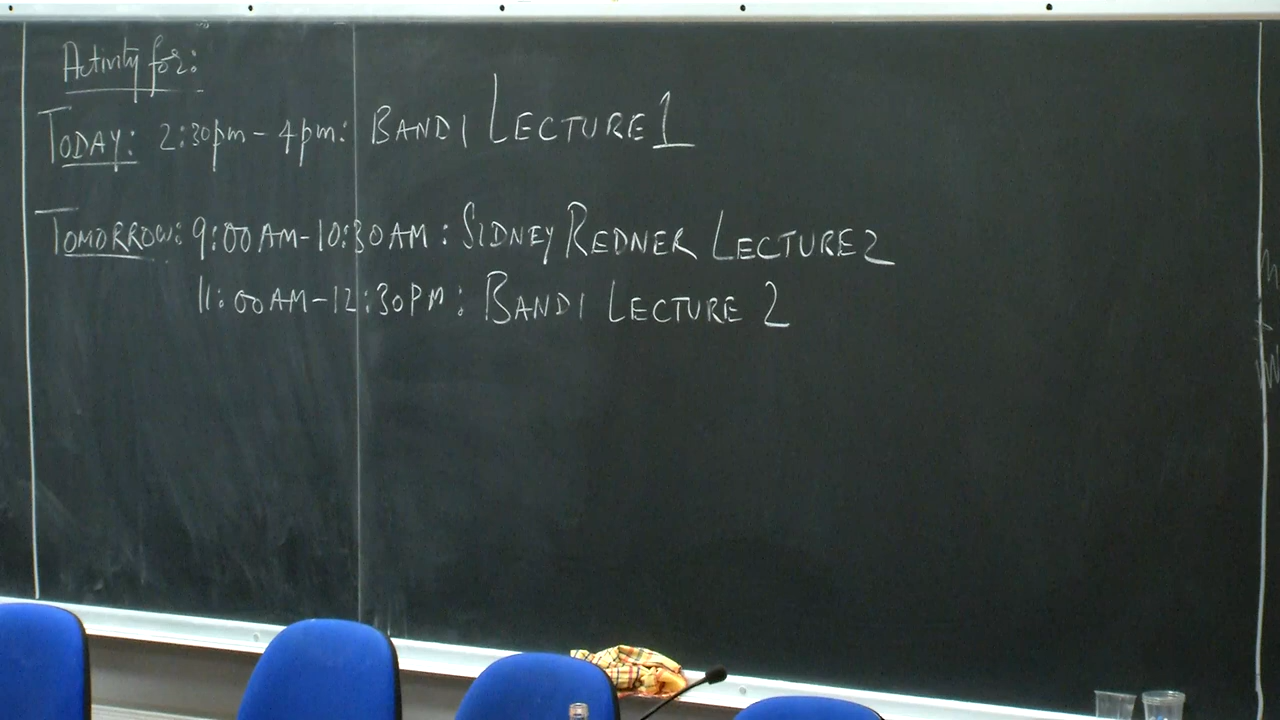 Activity for:
TODAY: 2:30pm - 4pm: BANDI LECTURE 1
TOMORROW: 9:00AM-10:30AM: SIDNEY REDNER LECTURE 2
11:00AM-12:30PM: BANDI LECTURE 2